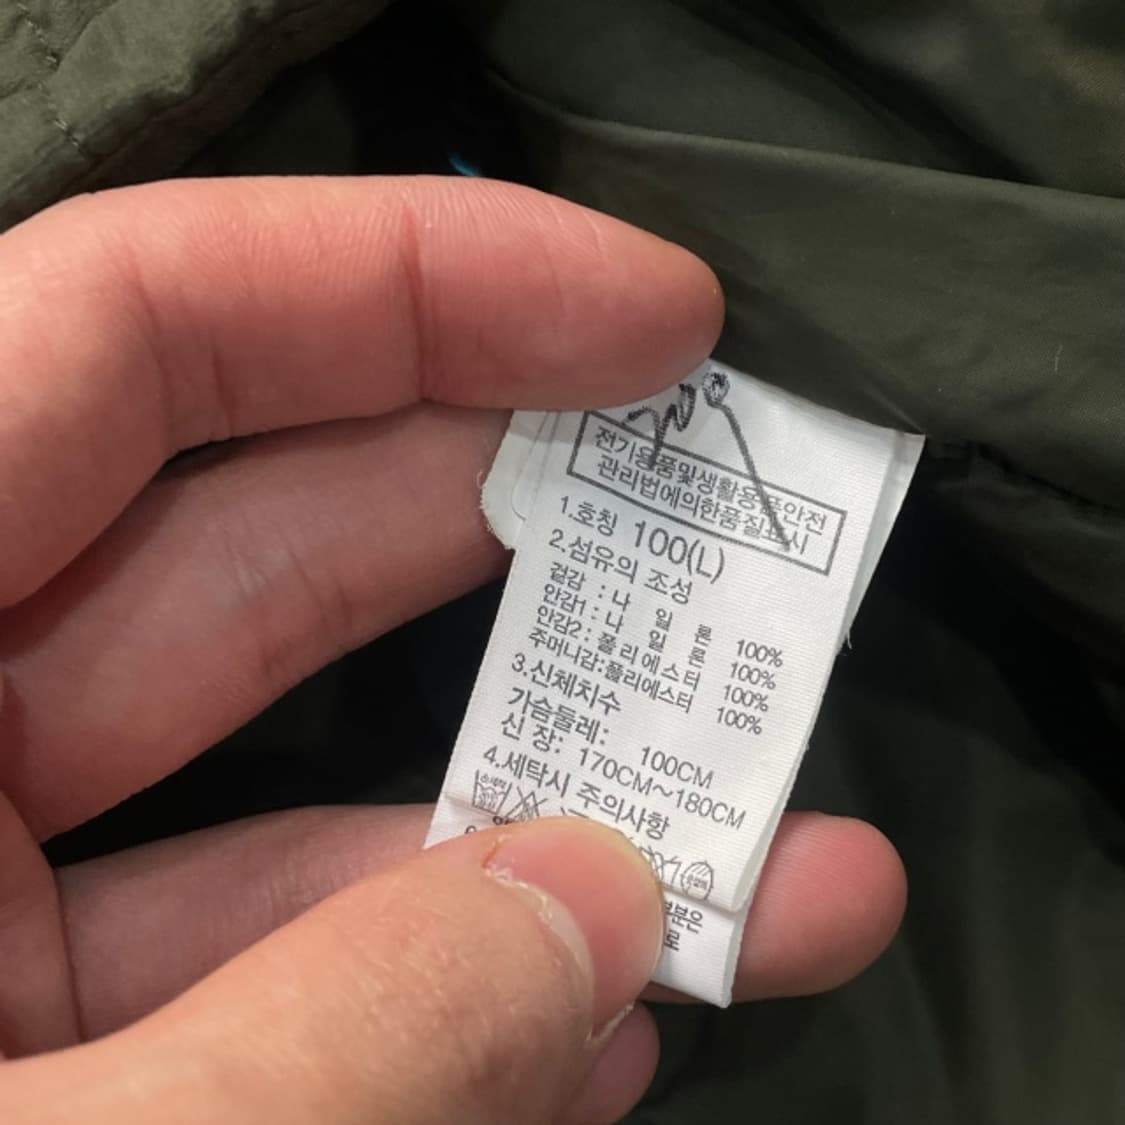 전기용품및생활용품안전
관리법에의한품질표시
1.호칭 100(L)
2.섬유의 조성
겉감 : 나 일 론 100%
안감1 : 나 일 론 100%
안감2 : 폴리에스터 100%
주머니감:폴리에스터 100%
3.신체치수
가슴둘레: 100CM
신 장: 170CM~180CM
4.세탁시 주의사항